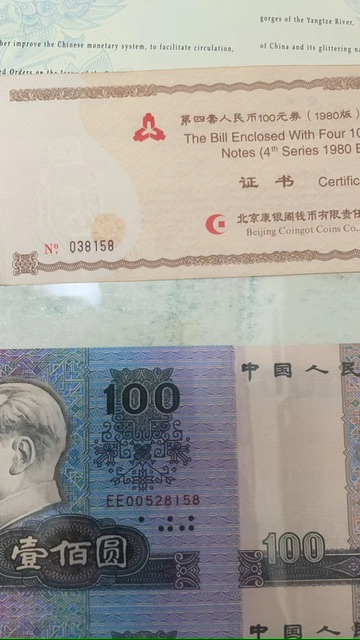 gorges of the Yangtze River,
her improve the Chinese monetary system, to facilitate circulation,
of China and its glittering na
第四套人民币100元券（1980版）
The Bill Enclosed With Four 10
Notes (4th Series 1980 E
证书 Certific
北京康银阁钱币有限责任
Beijing Coingot Coins Co.,
No. 038158
中国人民
100
EE00528158
壹佰圆
100
中国人民